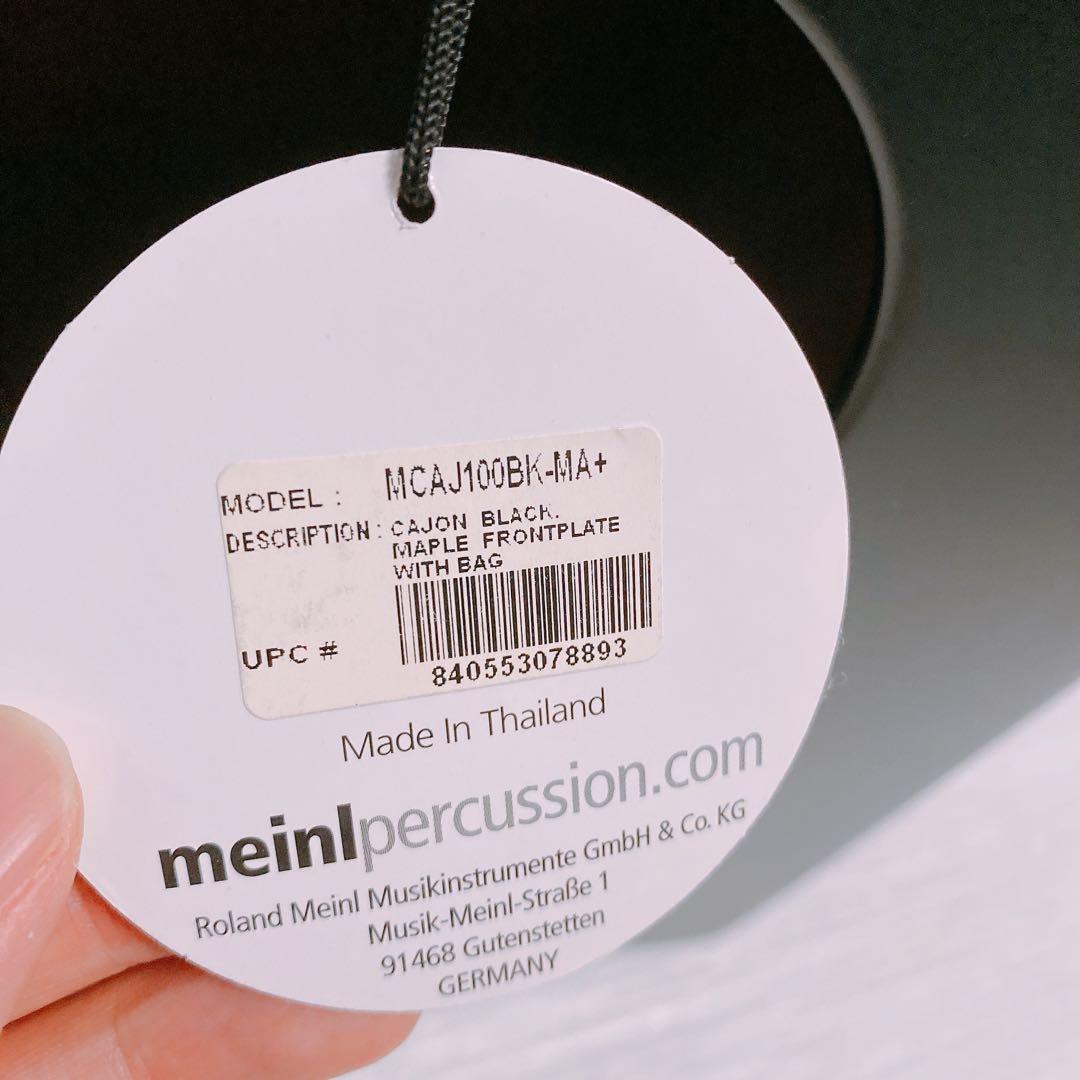 MODEL : MCAJ100BK-MA+
DESCRIPTION : CAJON BLACK.
MAPLE FRONTPLATE
WITH BAG
UPC #
840553078893
Made In Thailand
meinlpercussion.com
Roland Meinl Musikinstrumente GmbH & Co. KG
Musik-Meinl-Straße 1
91468 Gutenstetten
GERMANY